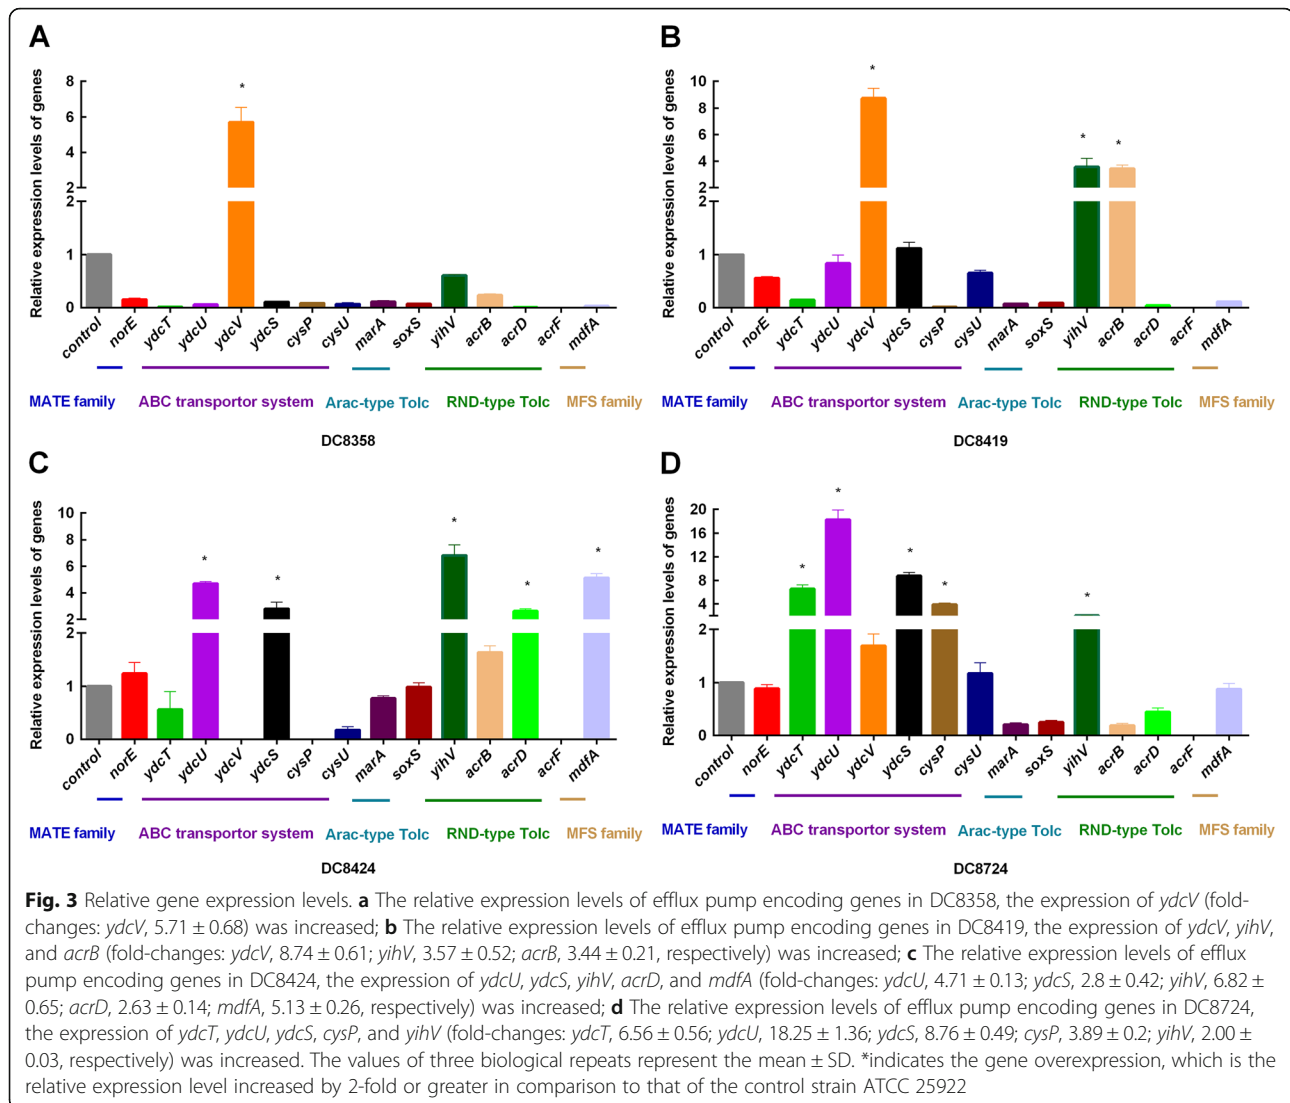 A
Relative expression levels of genes
8
6
4
2
2
1
0
control norE ydcT ydcU ydcV ydcS cysP cysU marA soxS yihV acrB acrD acrF mdfA
MATE family ABC transportor system Arac-type Tolc RND-type Tolc MFS family
DC8358
*
B
Relative expression levels of genes
10
8
6
4
2
2
1
0
control norE ydcT ydcU ydcV ydcS cysP cysU marA soxS yihV acrB acrD acrF mdfA
MATE family ABC transportor system Arac-type Tolc RND-type Tolc MFS family
DC8419
* * *
C
Relative expression levels of genes
10
8
6
4
2
2
1
0
control norE ydcT ydcU ydcV ydcS cysP cysU marA soxS yihV acrB acrD acrF mdfA
MATE family ABC transportor system Arac-type Tolc RND-type Tolc MFS family
DC8424
* * * * *
D
Relative expression levels of genes
20
16
12
8
4
2
1
0
control norE ydcT ydcU ydcV ydcS cysP cysU marA soxS yihV acrB acrD acrF mdfA
MATE family ABC transportor system Arac-type Tolc RND-type Tolc MFS family
DC8724
* * * * *
Fig. 3 Relative gene expression levels. a The relative expression levels of efflux pump encoding genes in DC8358, the expression of ydcV (fold-
changes: ydcV, 5.71 ± 0.68) was increased; b The relative expression levels of efflux pump encoding genes in DC8419, the expression of ydcV, yihV,
and acrB (fold-changes: ydcV, 8.74 ± 0.61; yihV, 3.57 ± 0.52; acrB, 3.44 ± 0.21, respectively) was increased; c The relative expression levels of efflux
pump encoding genes in DC8424, the expression of ydcU, ydcS, yihV, acrD, and mdfA (fold-changes: ydcU, 4.71 ± 0.13; ydcS, 2.8 ± 0.42; yihV, 6.82 ±
0.65; acrD, 2.63 ± 0.14; mdfA, 5.13 ± 0.26, respectively) was increased; d The relative expression levels of efflux pump encoding genes in DC8724,
the expression of ydcT, ydcU, ydcS, cysP, and yihV (fold-changes: ydcT, 6.56 ± 0.56; ydcU, 18.25 ± 1.36; ydcS, 8.76 ± 0.49; cysP, 3.89 ± 0.2; yihV, 2.00 ±
0.03, respectively) was increased. The values of three biological repeats represent the mean ± SD. *indicates the gene overexpression, which is the
relative expression level increased by 2-fold or greater in comparison to that of the control strain ATCC 25922